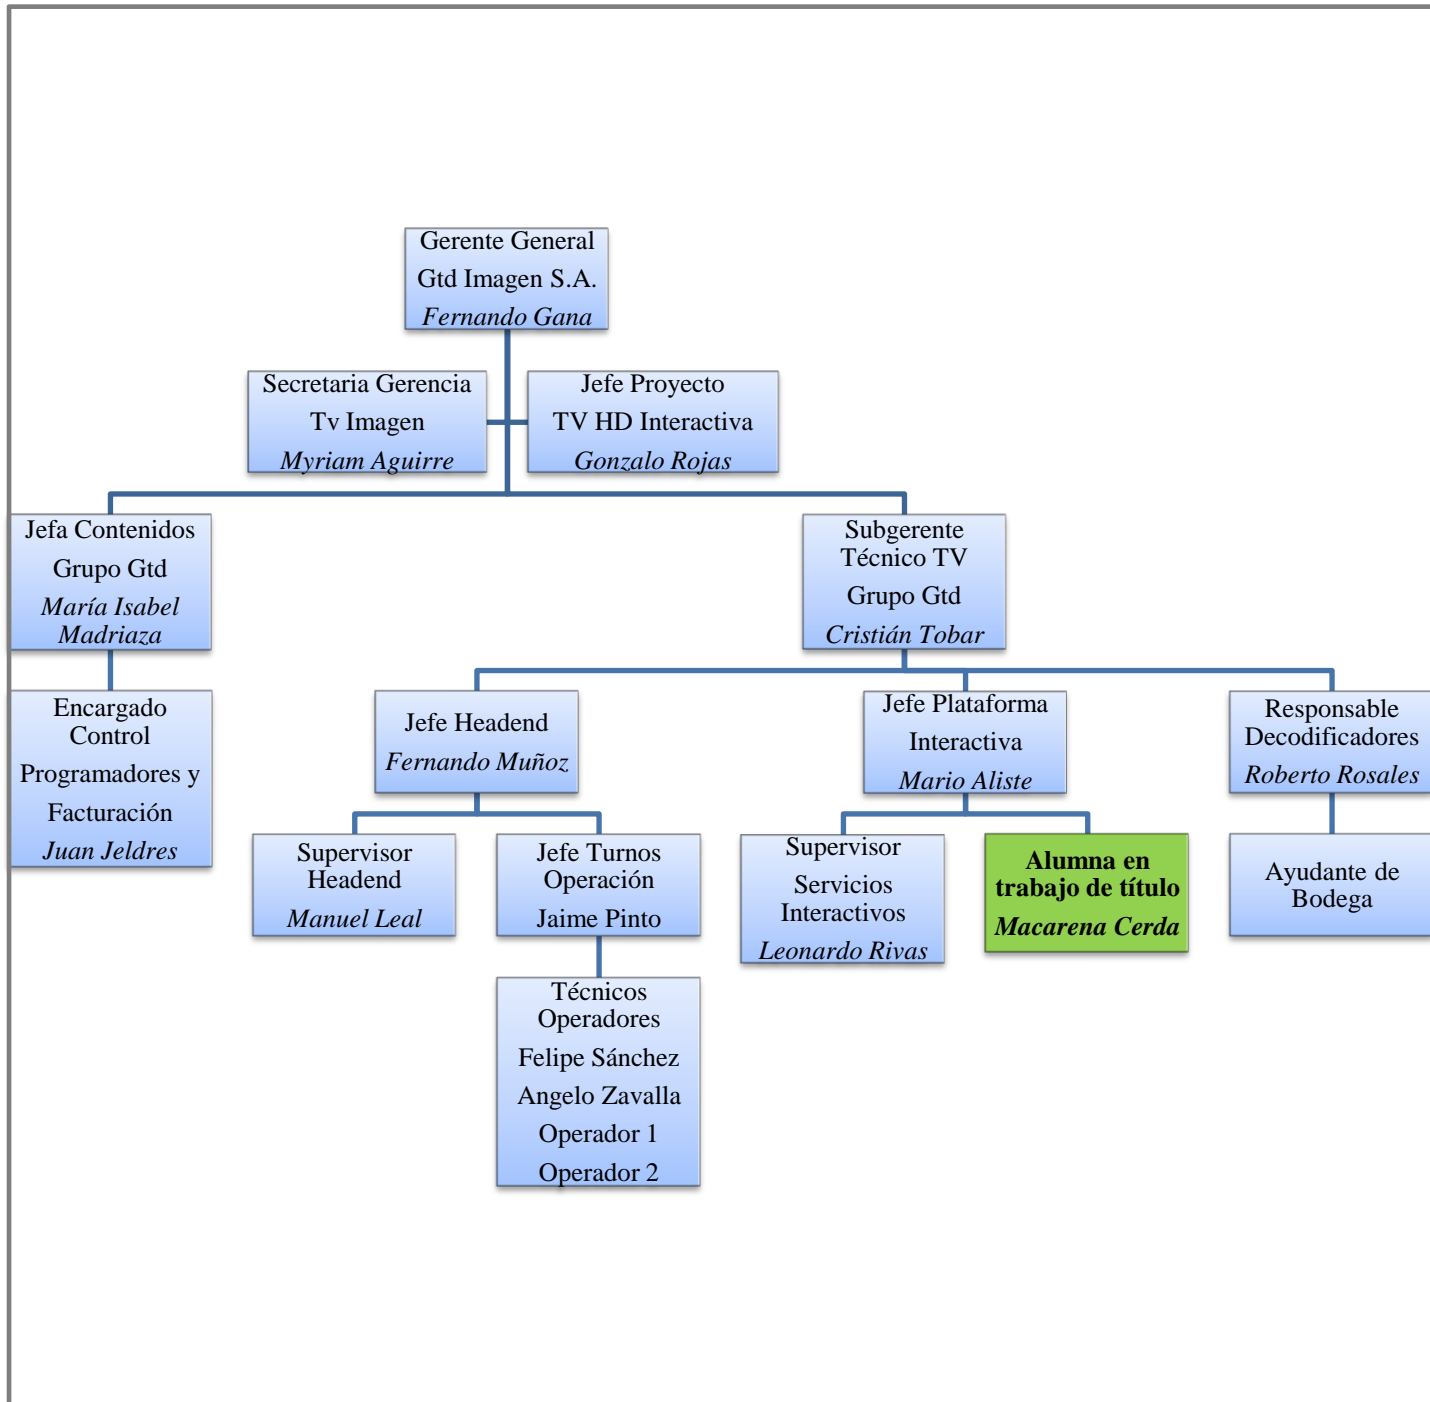 Gerente General
Gtd Imagen S.A.
Fernando Gana
Secretaria Gerencia
Tv Imagen
Myriam Aguirre
Jefe Proyecto
TV HD Interactiva
Gonzalo Rojas
Jefa Contenidos
Grupo Gtd
María Isabel
Madriaza
Subgerente
Técnico TV
Grupo Gtd
Cristián Tobar
Encargado
Control
Programadores y
Facturación
Juan Jeldres
Jefe Headend
Fernando Muñoz
Jefe Plataforma
Interactiva
Mario Aliste
Responsable
Decodificadores
Roberto Rosales
Supervisor
Headend
Manuel Leal
Jefe Turnos
Operación
Jaime Pinto
Supervisor
Servicios
Interactivos
Leonardo Rivas
Alumna en
trabajo de título
Macarena Cerda
Ayudante de
Bodega
Técnicos
Operadores
Felipe Sánchez
Angelo Zavalla
Operador 1
Operador 2